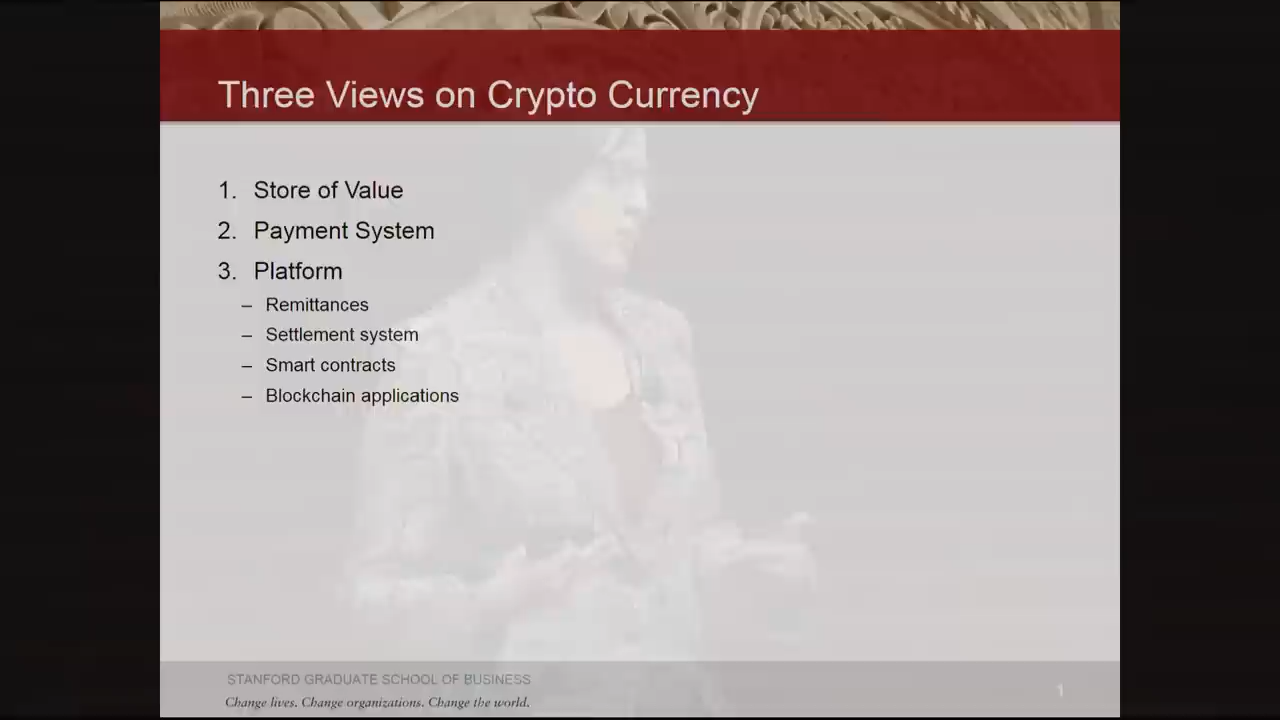 Three Views on Crypto Currency
1. Store of Value
2. Payment System
3. Platform
– Remittances
– Settlement system
– Smart contracts
– Blockchain applications
STANFORD GRADUATE SCHOOL OF BUSINESS
Change lives. Change organizations. Change the world.
1